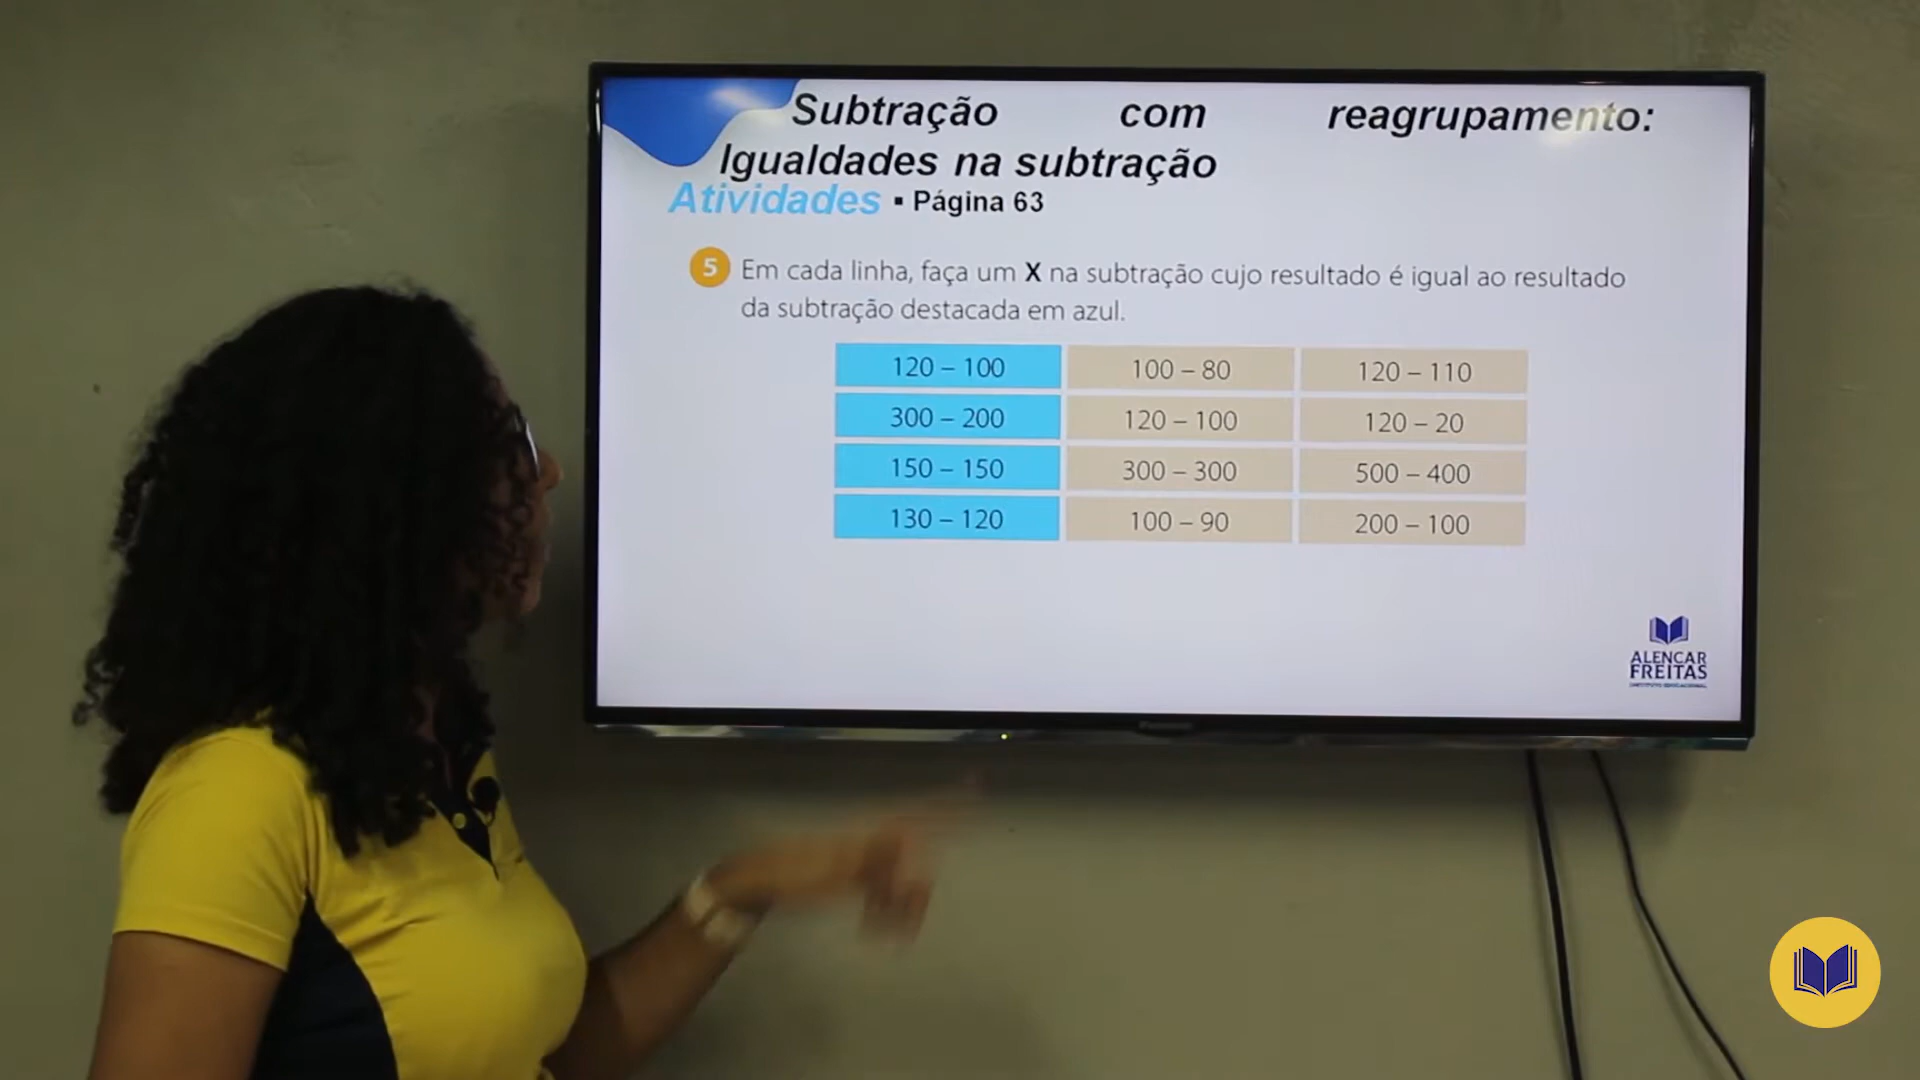 Subtração com reagrupamento:
Igualdades na subtração
Atividades ▪ Página 63
5 Em cada linha, faça um X na subtração cujo resultado é igual ao resultado
da subtração destacada em azul.
120 – 100 100 – 80 120 – 110
300 – 200 120 – 100 120 – 20
150 – 150 300 – 300 500 – 400
130 – 120 100 – 90 200 – 100
ALENCAR
FREITAS